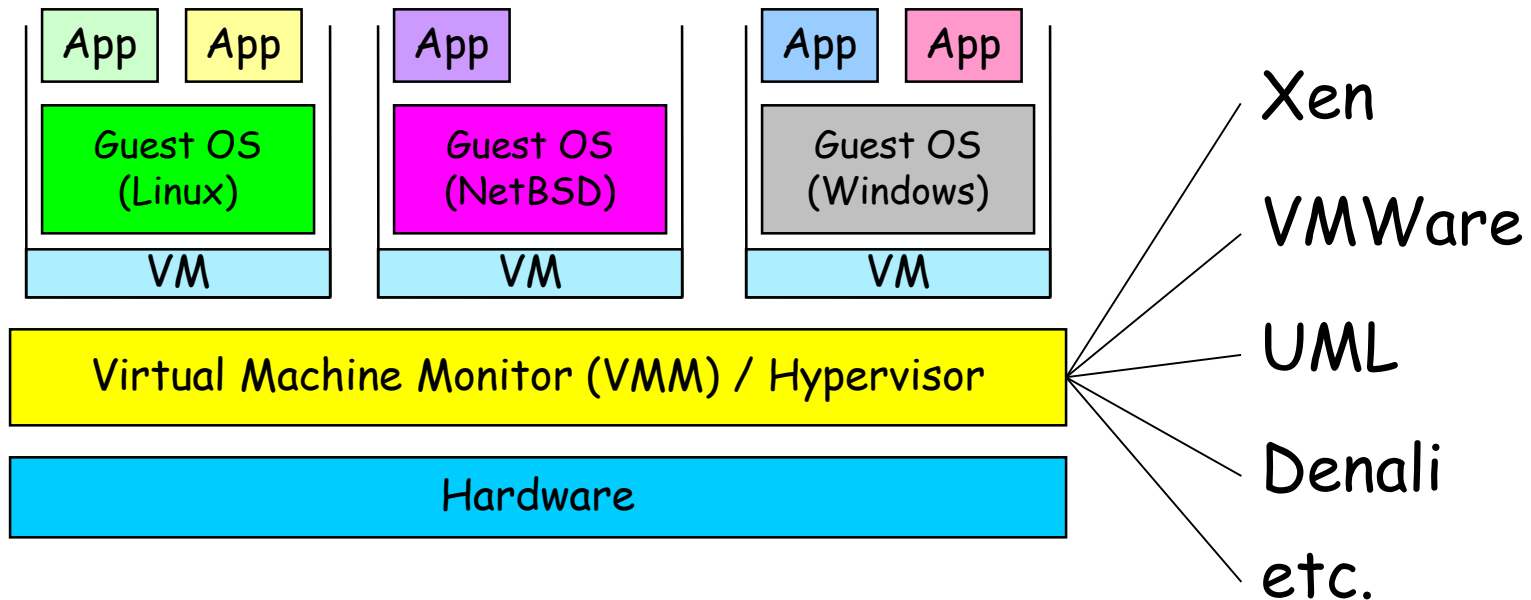 App
App
App
App
App
Guest OS
(Linux)
Guest OS
(NetBSD)
Guest OS
(Windows)
VM
VM
VM
Virtual Machine Monitor (VMM) / Hypervisor
Hardware
Xen
VMWare
UML
Denali
etc.